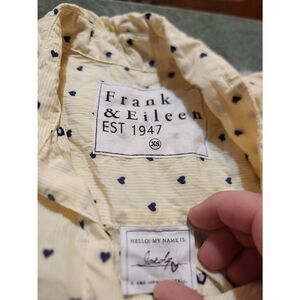 Frank
& Eileen
EST 1947
XS
HELLO! MY NAME IS